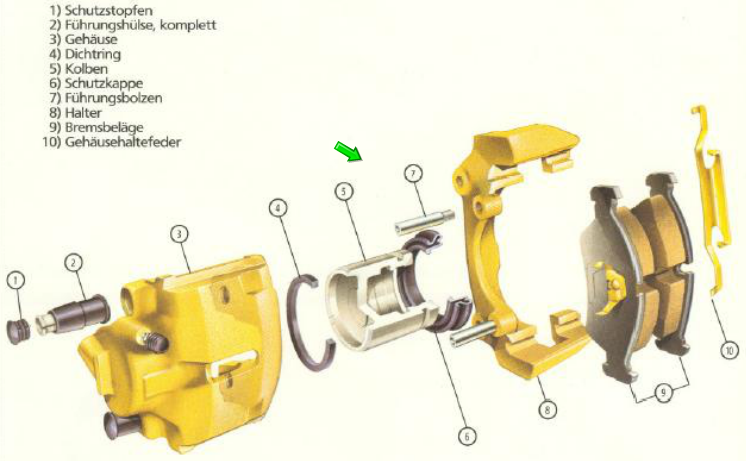 1) Schutzstopfen
2) Führungshülse, komplett
3) Gehäuse
4) Dichtring
5) Kolben
6) Schutzkappe
7) Führungsbolzen
8) Halter
9) Bremsbeläge
10) Gehäusehaltefeder
1
2
3
4
5
7
6
8
9
10